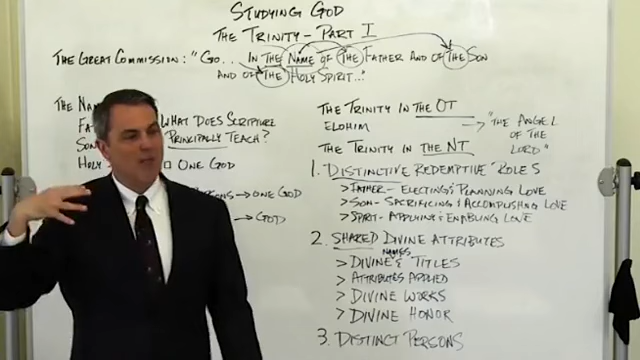 STUDYING GOD
THE TRINITY - PART I
THE GREAT COMMISSION: "GO... IN THE NAME OF THE FATHER AND OF THE SON
AND OF THE HOLY SPIRIT..."
THE NAM
FA
SON
HOLY
WHAT DOES SCRIPTURE
PRINCIPALLY TEACH?
ONE GOD
SONS → ONE GOD
→ GOD
THE TRINITY IN THE OT
ELOHIM → "THE ANGEL
OF THE
LORD"
THE TRINITY IN THE NT
1. DISTINCTIVE REDEMPTIVE ROLES
> FATHER - ELECTING & PLANNING LOVE
> SON - SACRIFICING & ACCOMPLISHING LOVE
> SPIRIT - APPLYING & ENABLING LOVE
2. SHARED DIVINE ATTRIBUTES
NAMES
> DIVINE & TITLES
> ATTRIBUTES APPLIED
> DIVINE WORKS
> DIVINE HONOR
3. DISTINCT PERSONS